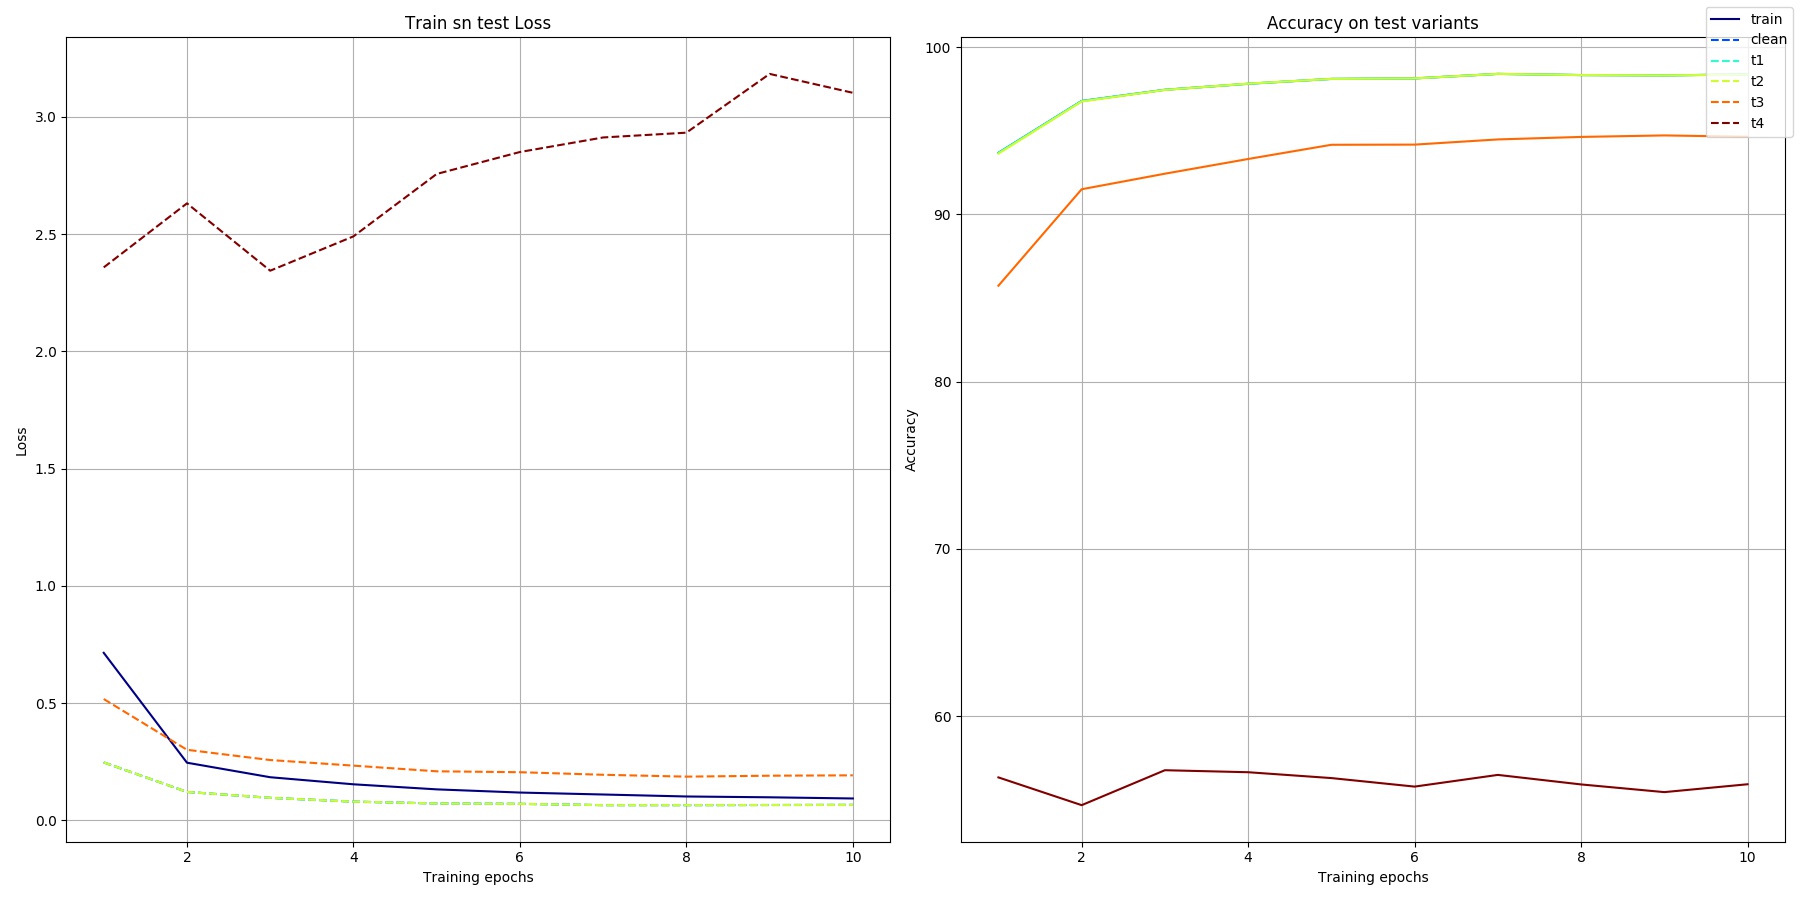 Train sn test Loss
3.0
2.5
2.0
1.5
1.0
0.5
0.0
Loss
2 4 6 8 10
Training epochs
Accuracy on test variants
100
90
80
70
60
Accuracy
2 4 6 8 10
Training epochs
train
clean
t1
t2
t3
t4